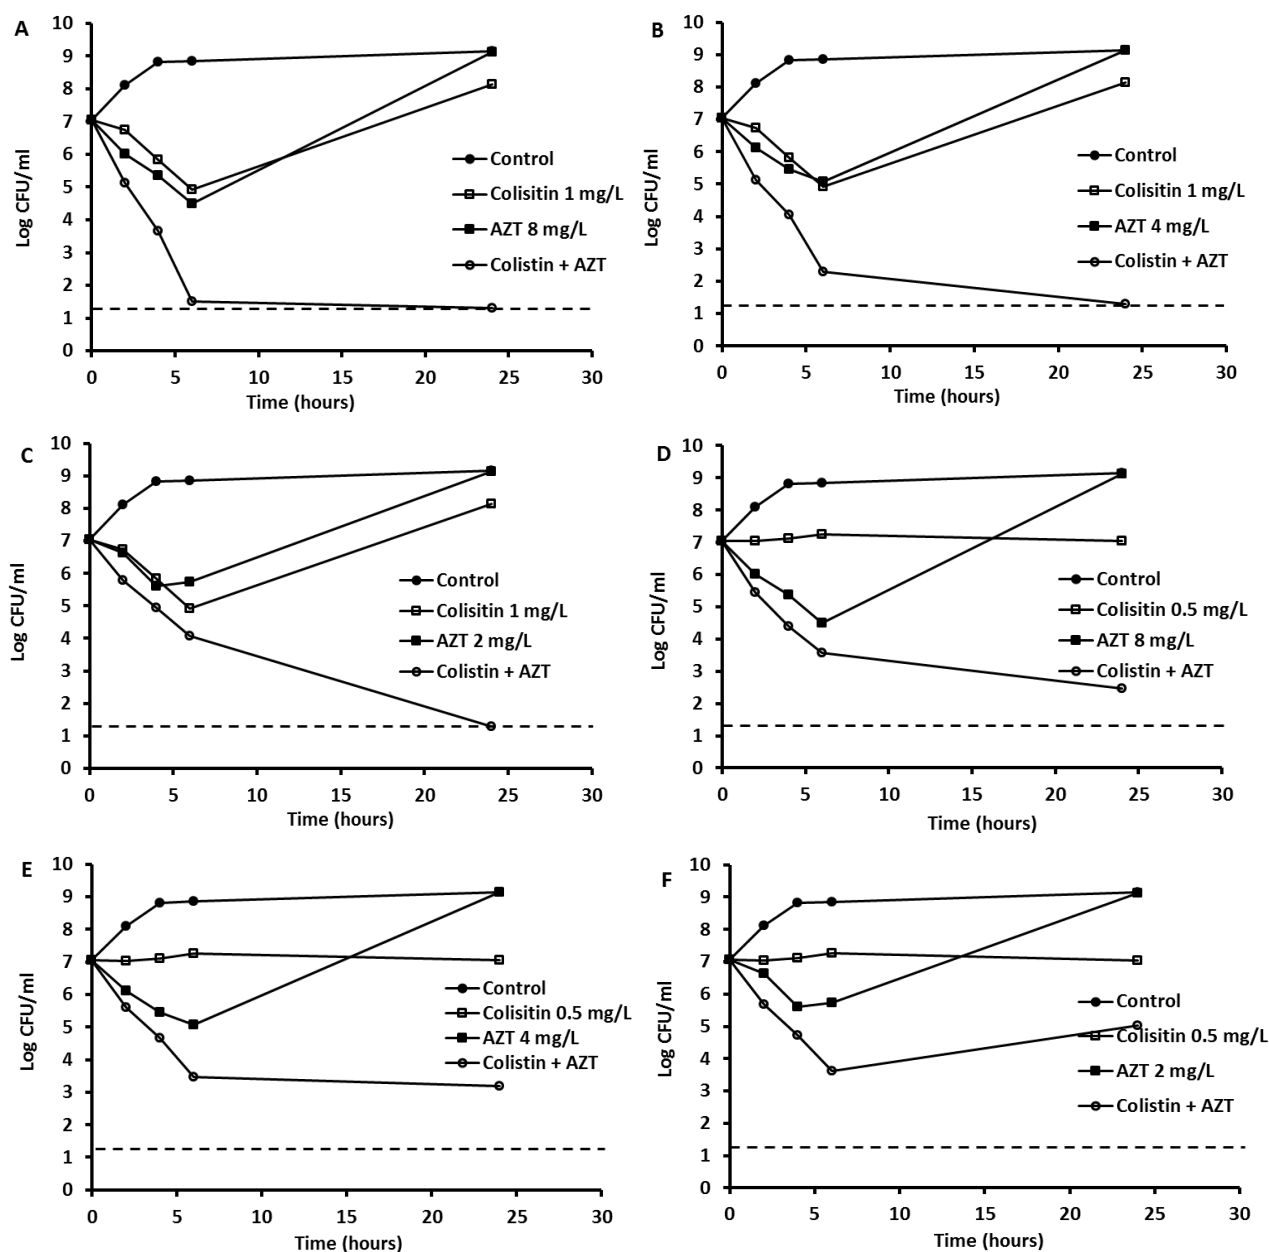 A
10
9
8
7
6
5
4
3
2
1
0
Log CFU/ml
Control
Colisitin 1 mg/L
AZT 8 mg/L
Colistin + AZT
0 5 10 15 20 25 30
Time (hours)
B
10
9
8
7
6
5
4
3
2
1
0
Log CFU/ml
Control
Colisitin 1 mg/L
AZT 4 mg/L
Colistin + AZT
0 5 10 15 20 25 30
Time (hours)
C
10
9
8
7
6
5
4
3
2
1
0
Log CFU/ml
Control
Colisitin 1 mg/L
AZT 2 mg/L
Colistin + AZT
0 5 10 15 20 25 30
Time (hours)
D
10
9
8
7
6
5
4
3
2
1
0
Log CFU/ml
Control
Colisitin 0.5 mg/L
AZT 8 mg/L
Colistin + AZT
0 5 10 15 20 25 30
Time (hours)
E
10
9
8
7
6
5
4
3
2
1
0
Log CFU/ml
Control
Colisitin 0.5 mg/L
AZT 4 mg/L
Colistin + AZT
0 5 10 15 20 25 30
Time (hours)
F
10
9
8
7
6
5
4
3
2
1
0
Log CFU/ml
Control
Colisitin 0.5 mg/L
AZT 2 mg/L
Colistin + AZT
0 5 10 15 20 25 30
Time (hours)